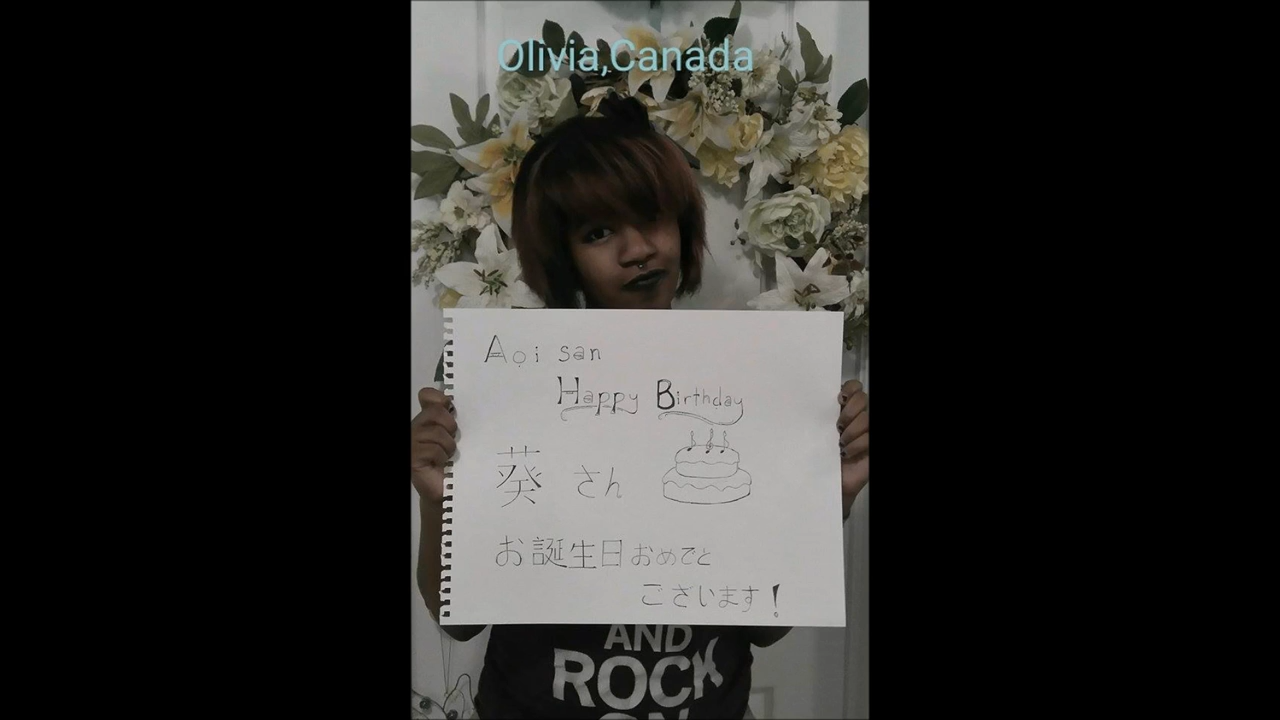 Olivia,Canada
Aoi san
Happy Birthday
葵 さん
お誕生日おめでと
ございます!
AND
ROCK
ON